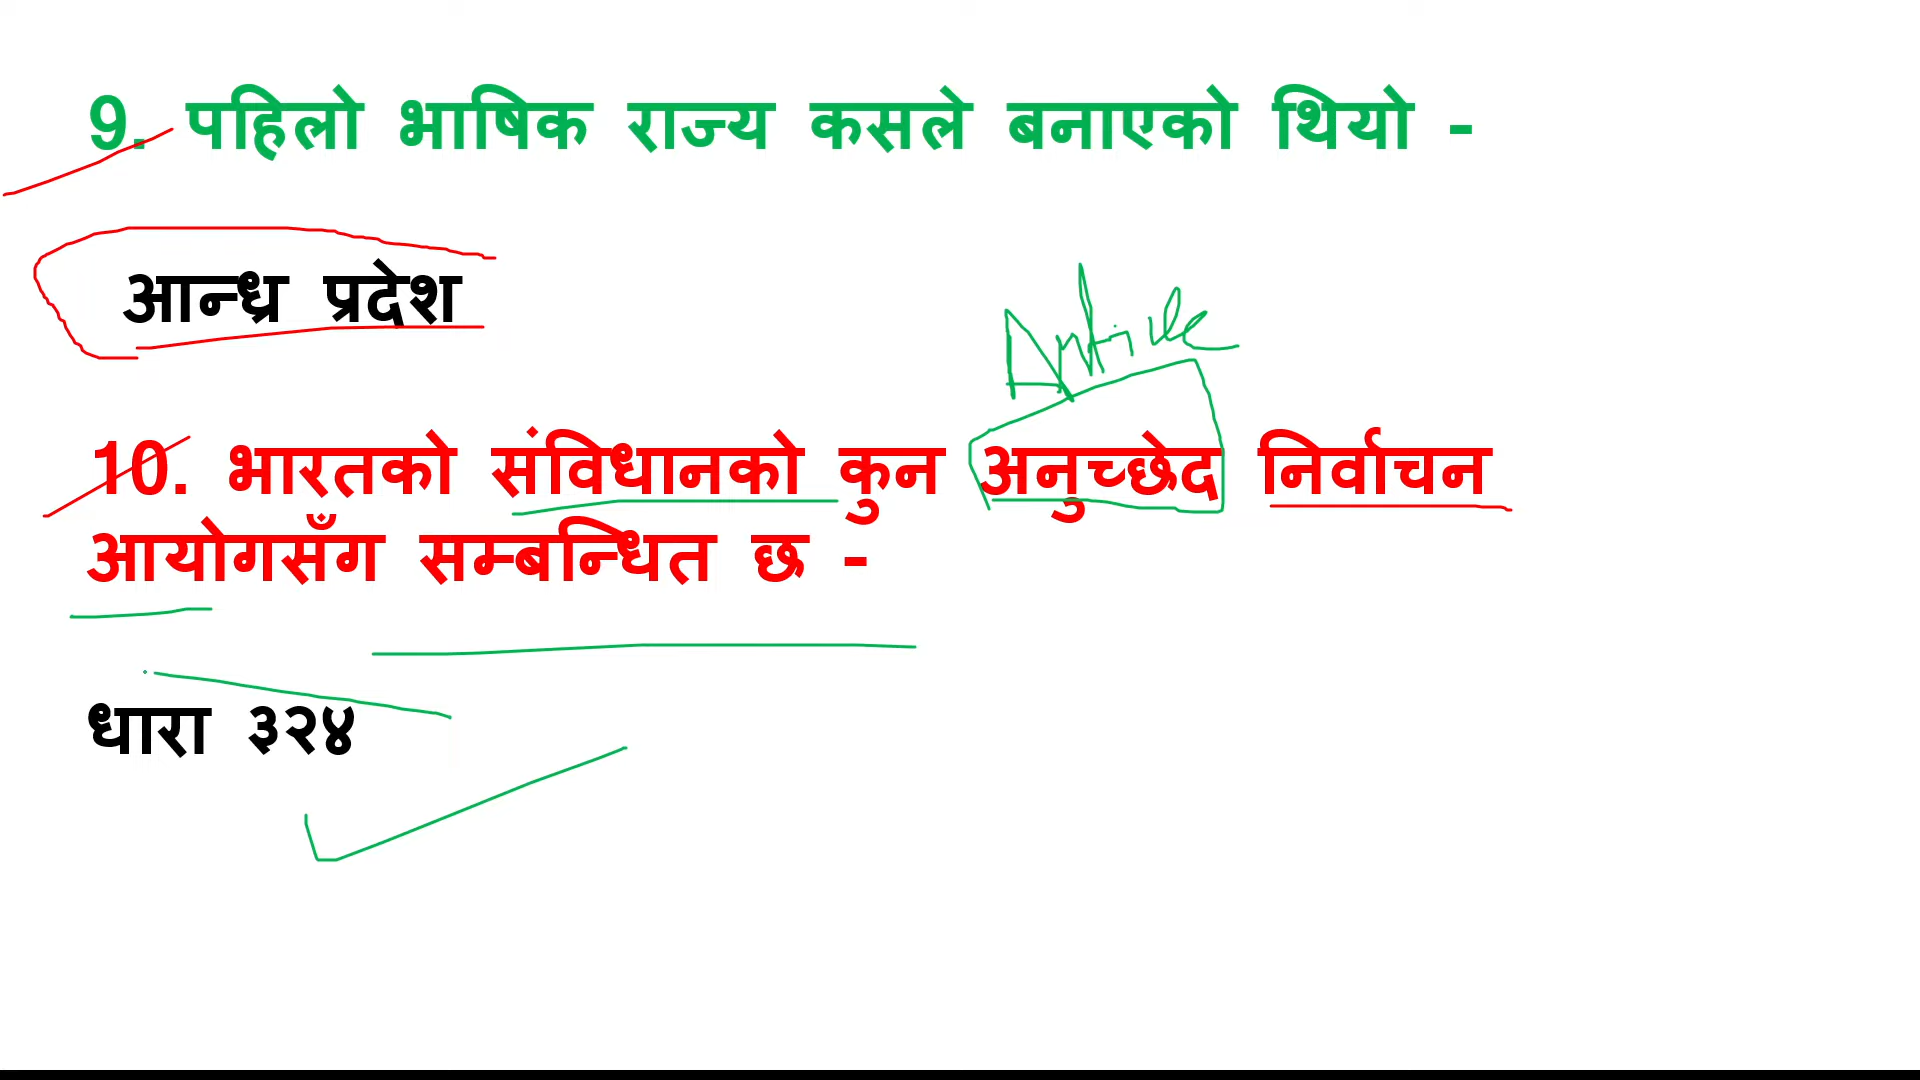 9. पहिलो भाषिक राज्य कसले बनाएको थियो -
आन्ध्र प्रदेश
Article
10. भारतको संविधानको कुन अनुच्छेद निर्वाचन
आयोगसँग सम्बन्धित छ -
धारा ३२४